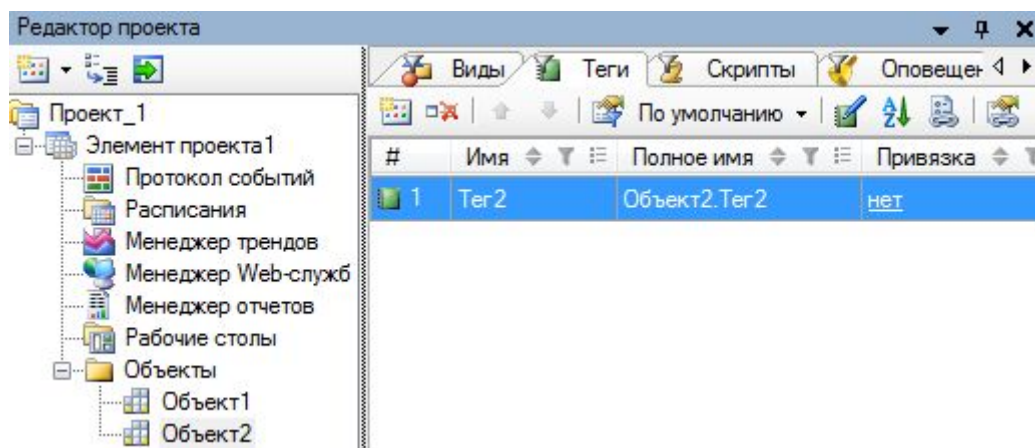 Редактор проекта
Проект_1
Элемент проекта1
Протокол событий
Расписания
Менеджер трендов
Менеджер Web-служб
Менеджер отчетов
Рабочие столы
Объекты
Объект1
Объект2
Виды Теги Скрипты Оповещен
По умолчанию
# Имя Полное имя Привязка
1 Тег2 Объект2.Тег2 нет